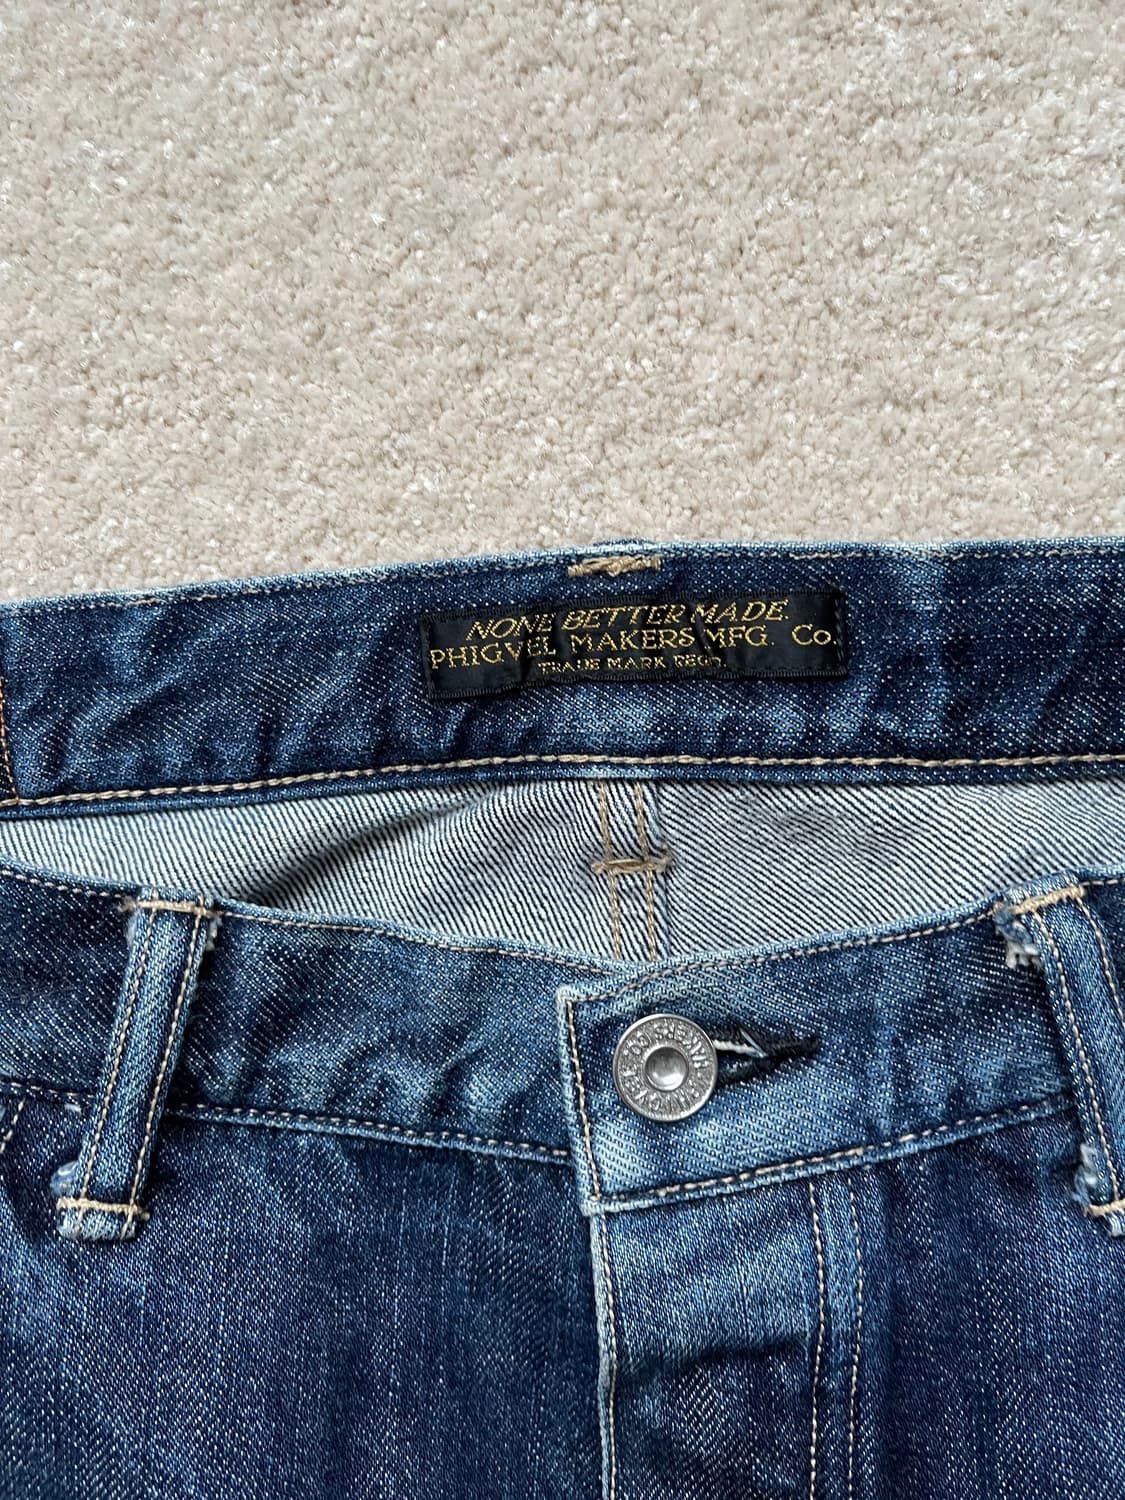 NONE BETTER MADE.
PHIGVEL MAKERS MFG. Co.
TRADE MARK REGD.